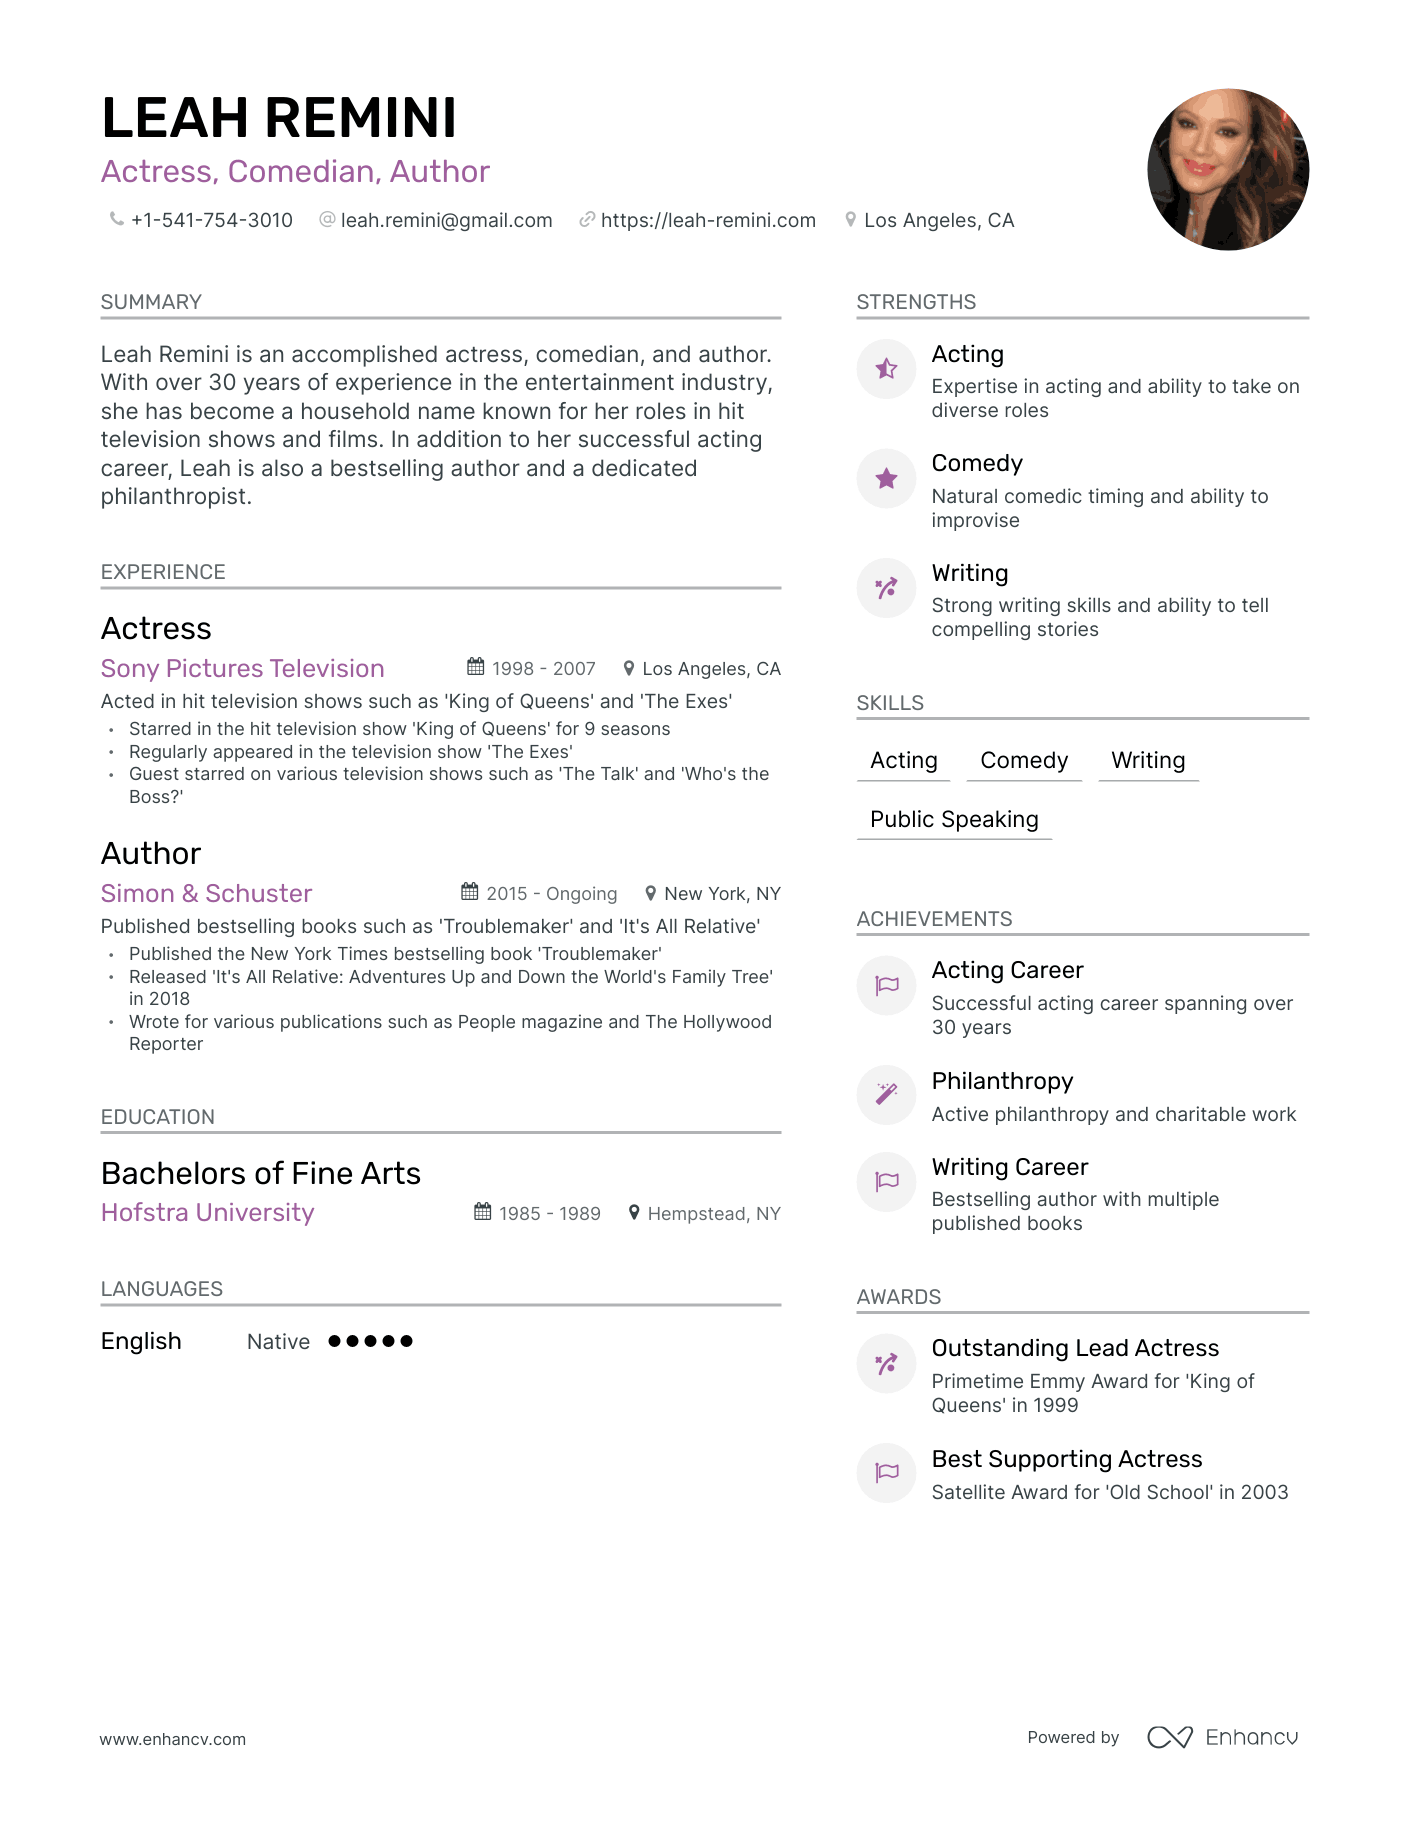 LEAH REMINI
Actress, Comedian, Author
+1-541-754-3010 leah.remini@gmail.com https://leah-remini.com Los Angeles, CA
SUMMARY
Leah Remini is an accomplished actress, comedian, and author.
With over 30 years of experience in the entertainment industry,
she has become a household name known for her roles in hit
television shows and films. In addition to her successful acting
career, Leah is also a bestselling author and a dedicated
philanthropist.
EXPERIENCE
Actress
Sony Pictures Television 1998 - 2007 Los Angeles, CA
Acted in hit television shows such as 'King of Queens' and 'The Exes'
• Starred in the hit television show 'King of Queens' for 9 seasons
• Regularly appeared in the television show 'The Exes'
• Guest starred on various television shows such as 'The Talk' and 'Who's the
Boss?'
Author
Simon & Schuster 2015 - Ongoing New York, NY
Published bestselling books such as 'Troublemaker' and 'It's All Relative'
• Published the New York Times bestselling book 'Troublemaker'
• Released 'It's All Relative: Adventures Up and Down the World's Family Tree'
in 2018
• Wrote for various publications such as People magazine and The Hollywood
Reporter
EDUCATION
Bachelors of Fine Arts
Hofstra University 1985 - 1989 Hempstead, NY
LANGUAGES
English Native
STRENGTHS
Acting
Expertise in acting and ability to take on
diverse roles
Comedy
Natural comedic timing and ability to
improvise
Writing
Strong writing skills and ability to tell
compelling stories
SKILLS
Acting Comedy Writing
Public Speaking
ACHIEVEMENTS
Acting Career
Successful acting career spanning over
30 years
Philanthropy
Active philanthropy and charitable work
Writing Career
Bestselling author with multiple
published books
AWARDS
Outstanding Lead Actress
Primetime Emmy Award for 'King of
Queens' in 1999
Best Supporting Actress
Satellite Award for 'Old School' in 2003
www.enhancv.com
Powered by Enhancv